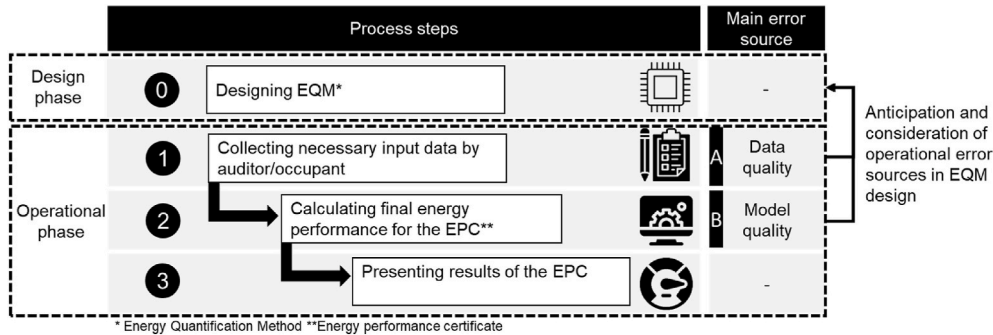 Process steps
Main error
source
Design
phase
0
Designing EQM*
-
Operational
phase
1
Collecting necessary input data by
auditor/occupant
A
Data
quality
2
Calculating final energy
performance for the EPC**
B
Model
quality
3
Presenting results of the EPC
-
Anticipation and
consideration of
operational error
sources in EQM
design
* Energy Quantification Method **Energy performance certificate